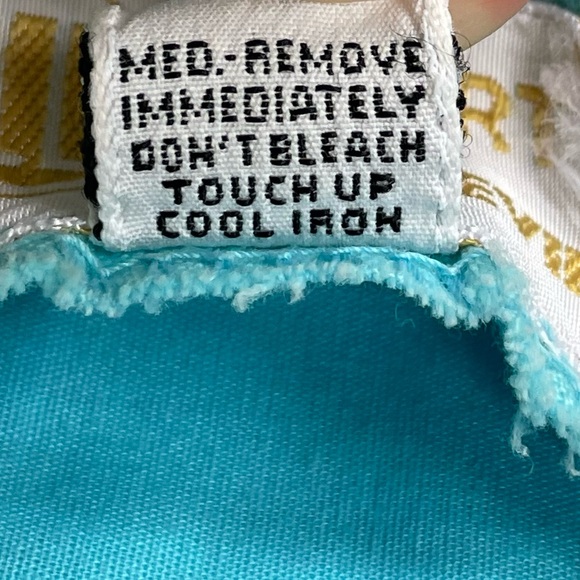 MED.-REMOVE
IMMEDIATELY
DON'T BLEACH
TOUCH UP
COOL IRON